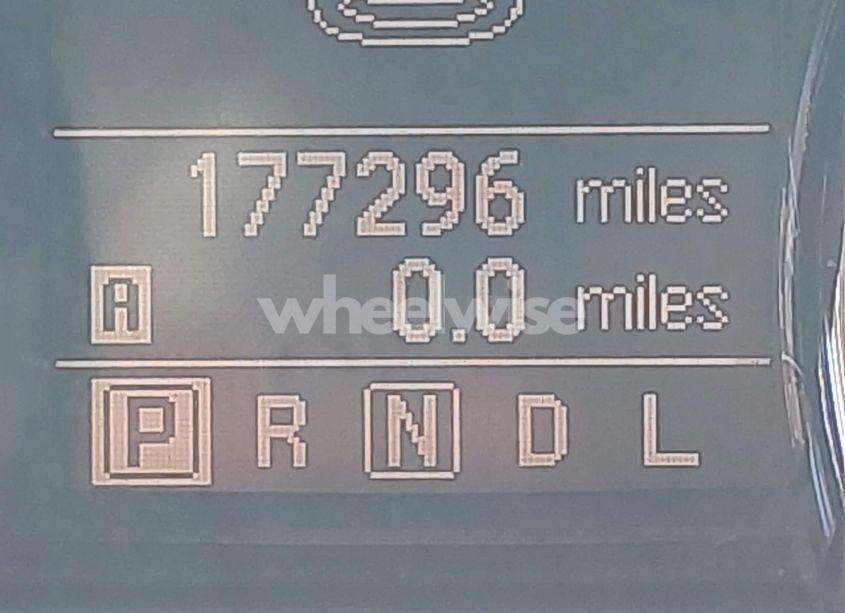 177296 miles
A 0.0 miles
wheelwise
P R N D L